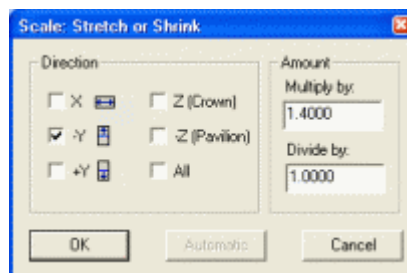 Scale: Stretch or Shrink
Direction
X
Z (Crown)
-Y
-Z (Pavilion)
+Y
All
Amount
Multiply by:
1.4000
Divide by:
1.0000
OK
Automatic
Cancel